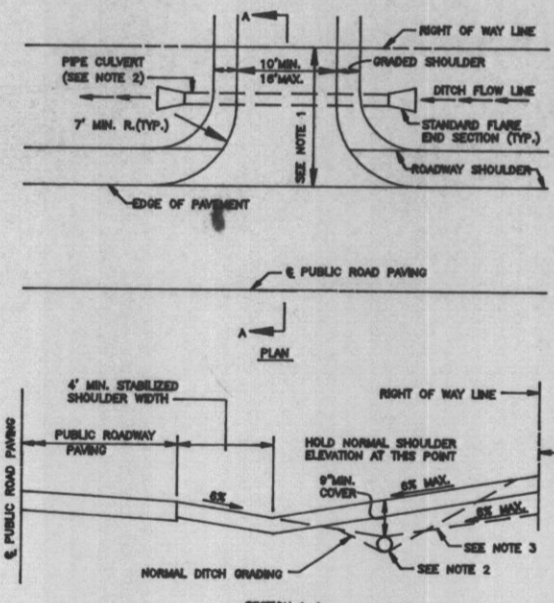 A
RIGHT OF WAY LINE
PIPE CULVERT
(SEE NOTE 2)
10'MIN.
16'MAX.
GRADED SHOULDER
DITCH FLOW LINE
7' MIN. R.(TYP.)
SEE NOTE 1
STANDARD FLARE
END SECTION (TYP.)
ROADWAY SHOULDER
EDGE OF PAVEMENT
℄ PUBLIC ROAD PAVING
A
PLAN
4' MIN. STABILIZED
SHOULDER WIDTH
RIGHT OF WAY LINE
PUBLIC ROADWAY
PAVING
HOLD NORMAL SHOULDER
ELEVATION AT THIS POINT
℄ PUBLIC ROAD PAVING
6%
9"MIN.
COVER
6% MAX.
6% MAX.
SEE NOTE 3
SEE NOTE 2
NORMAL DITCH GRADING